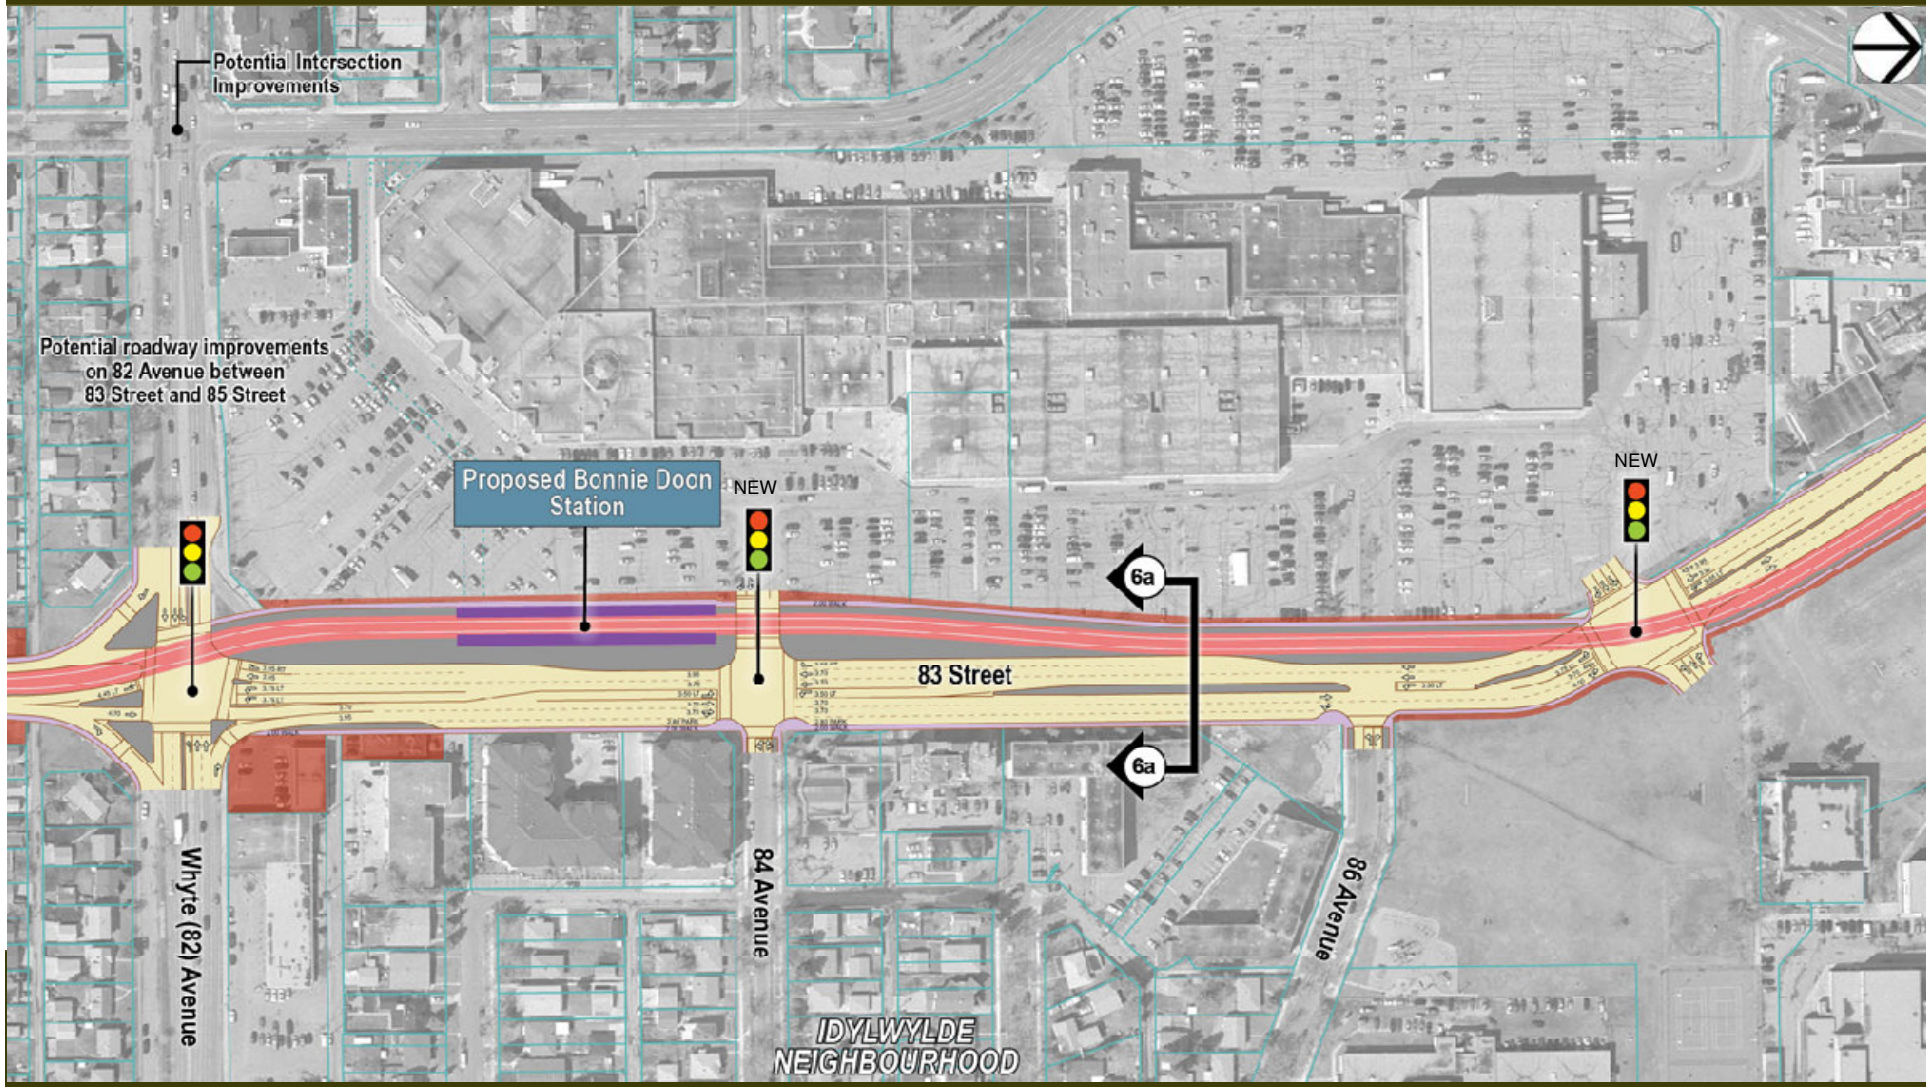 Potential Intersection
Improvements
Potential roadway improvements
on 82 Avenue between
83 Street and 85 Street
Proposed Bonnie Doon
Station
NEW
NEW
6a
83 Street
6a
Whyte (82) Avenue
84 Avenue
86 Avenue
IDYLWYLDE
NEIGHBOURHOOD